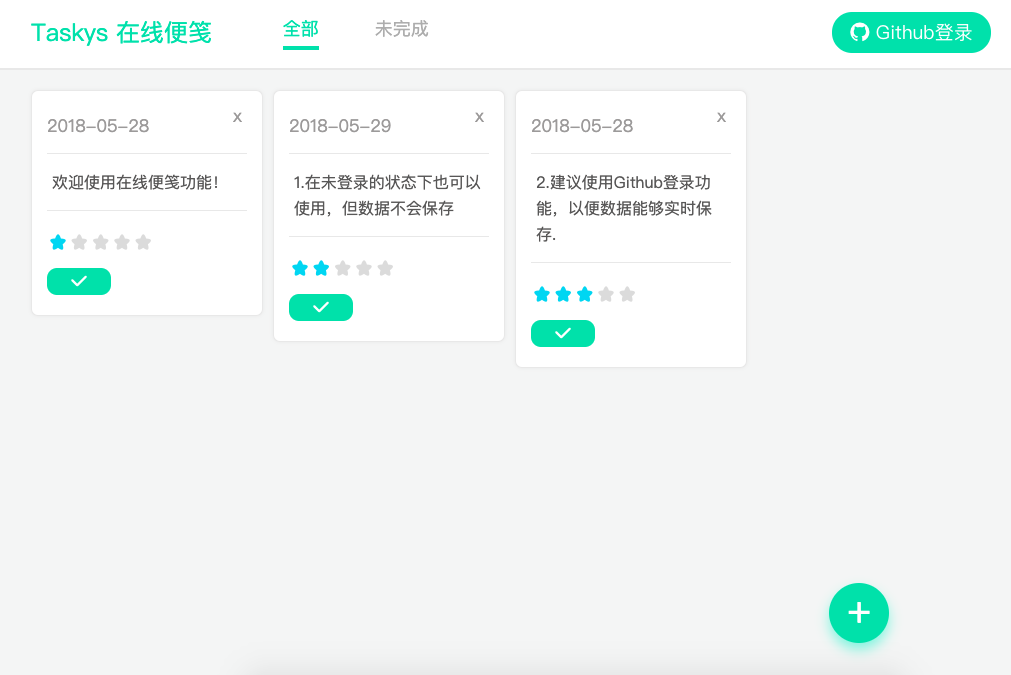 Taskys 在线便笺
全部
未完成
Github登录
2018-05-28
x
欢迎使用在线便笺功能！
2018-05-29
x
1.在未登录的状态下也可以
使用，但数据不会保存
2018-05-28
x
2.建议使用Github登录功
能，以便数据能够实时保
存.